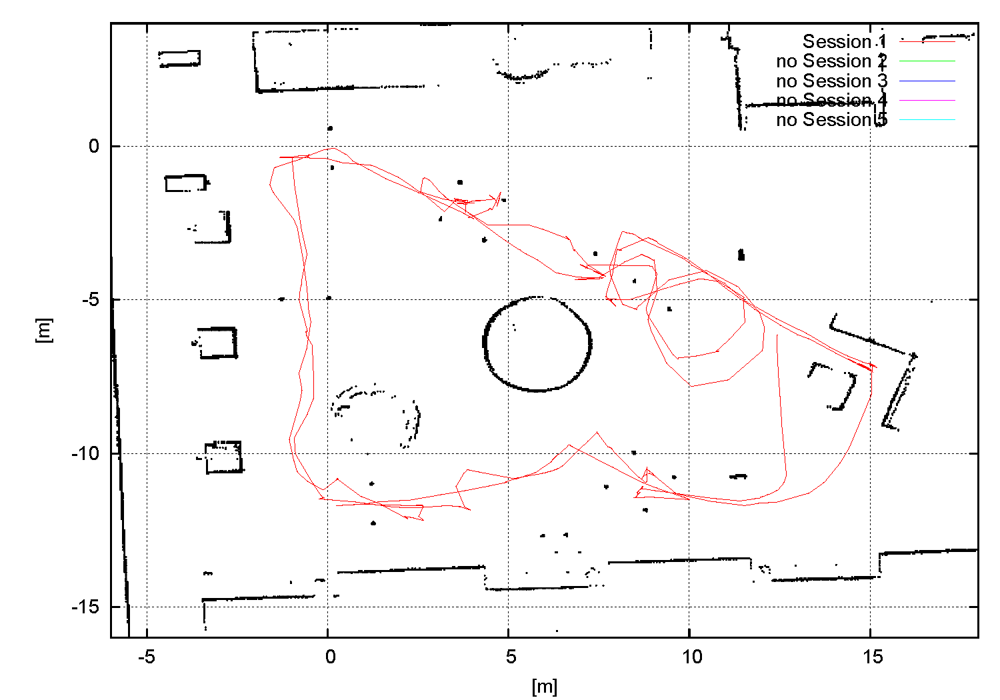 Session 1
no Session 2
no Session 3
no Session 4
no Session 5
0
-5
-10
-15
[m]
-5 0 5 10 15
[m]